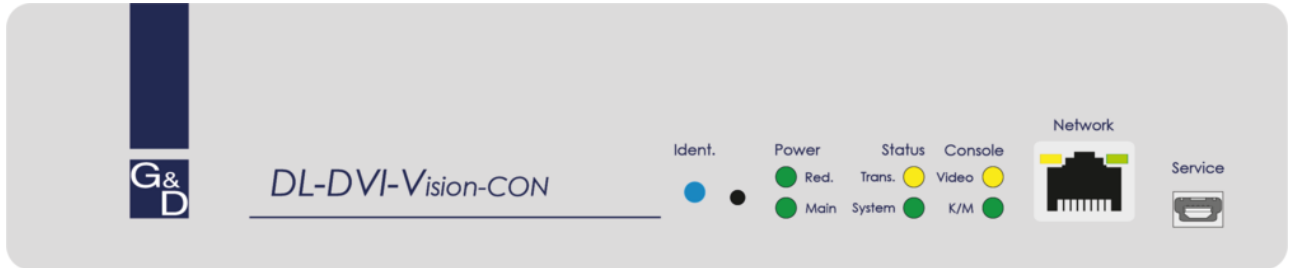 G&
D
DL-DVI-Vision-CON
Ident.
Power
Red.
Main
Status
Trans.
System
Console
Video
K/M
Network
Service